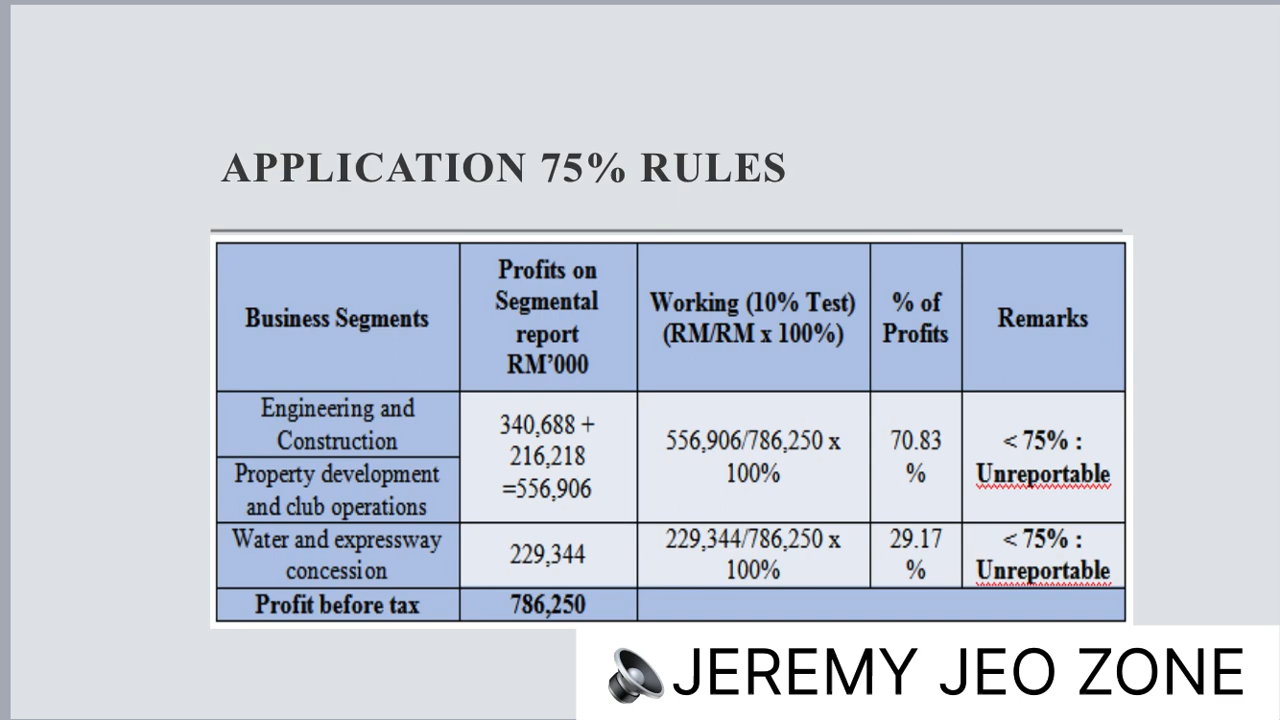 APPLICATION 75% RULES
Business Segments
Profits on
Segmental
report
RM’000
Working (10% Test)
(RM/RM x 100%)
% of
Profits
Remarks
Engineering and
Construction
Property development
and club operations
340,688 +
216,218
=556,906
556,906/786,250 x
100%
70.83
%
< 75% :
Unreportable
Water and expressway
concession
229,344
229,344/786,250 x
100%
29.17
%
< 75% :
Unreportable
Profit before tax
786,250
JEREMY JEO ZONE